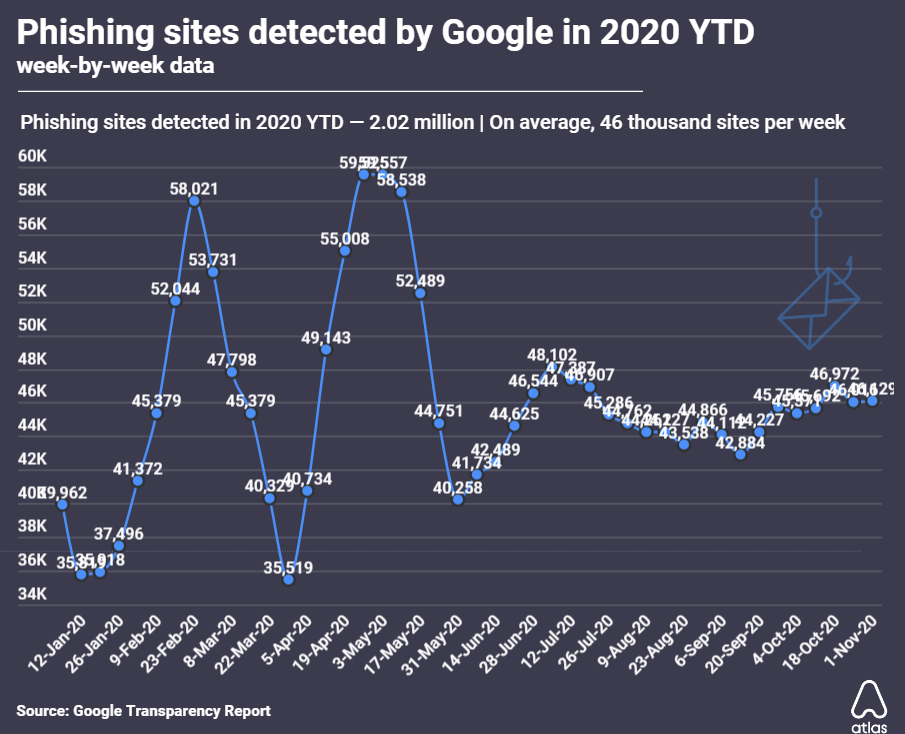 Phishing sites detected by Google in 2020 YTD
week-by-week data
Phishing sites detected in 2020 YTD — 2.02 million | On average, 46 thousand sites per week
60K
58K
56K
54K
52K
50K
48K
46K
44K
42K
40K
38K
36K
34K
37,496
41,372
45,379
52,044
58,021
53,731
47,798
45,379
40,329
35,519
40,734
49,143
55,008
58,538
52,489
44,751
40,258
41,734
42,489
44,625
46,544
48,102
47,387
45,286
43,538
44,866
42,884
44,227
46,972
12-Jan-20
26-Jan-20
9-Feb-20
23-Feb-20
8-Mar-20
22-Mar-20
5-Apr-20
19-Apr-20
3-May-20
17-May-20
31-May-20
14-Jun-20
28-Jun-20
12-Jul-20
26-Jul-20
9-Aug-20
23-Aug-20
6-Sep-20
20-Sep-20
4-Oct-20
18-Oct-20
1-Nov-20
Source: Google Transparency Report
atlas